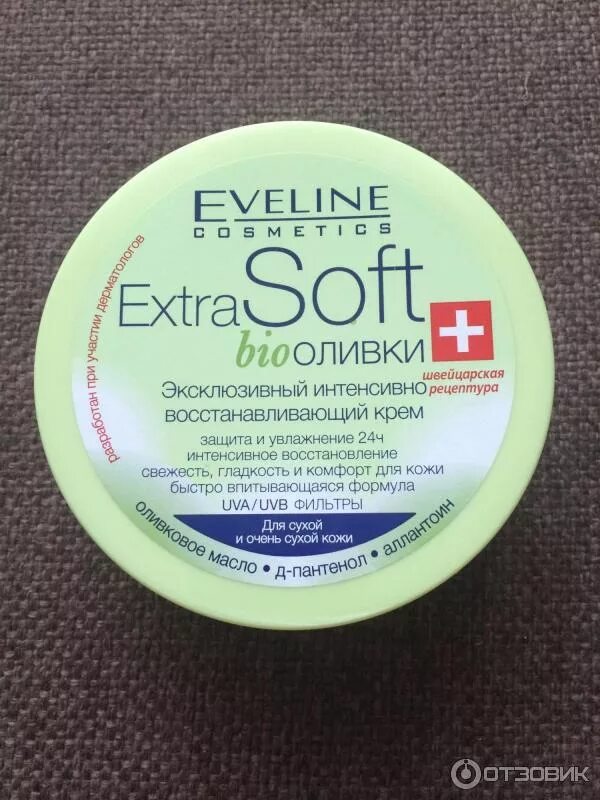 EVELINE
COSMETICS
Extra Soft
bio ОЛИВКИ
швейцарская
рецептура
разработан при участии дерматологов
Эксклюзивный интенсивно
восстанавливающий крем
защита и увлажнение 24ч
интенсивное восстановление
свежесть, гладкость и комфорт для кожи
быстро впитывающаяся формула
UVA/UVB ФИЛЬТРЫ
Для сухой
и очень сухой кожи
оливковое масло • д-пантенол • аллантоин
ОТЗОВИК